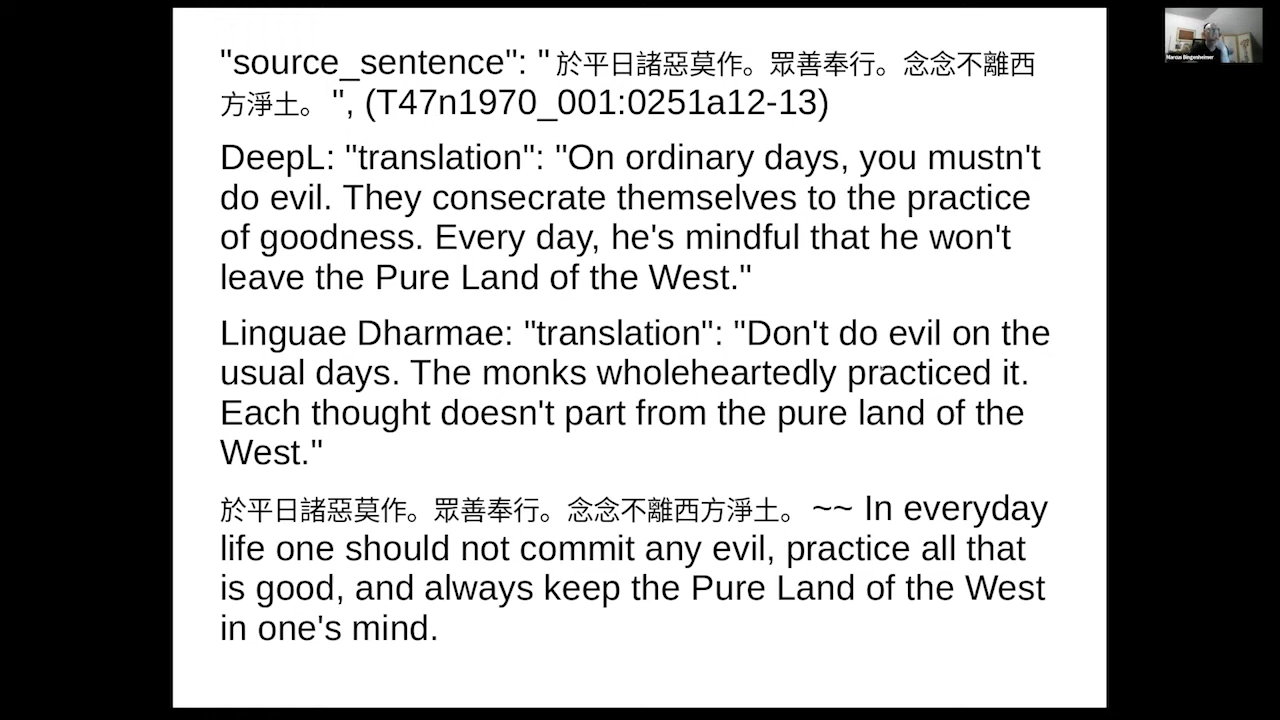 "source_sentence": "於平日諸惡莫作。眾善奉行。念念不離西
方淨土。", (T47n1970_001:0251a12-13)
DeepL: "translation": "On ordinary days, you mustn't
do evil. They consecrate themselves to the practice
of goodness. Every day, he's mindful that he won't
leave the Pure Land of the West."
Linguae Dharmae: "translation": "Don't do evil on the
usual days. The monks wholeheartedly practiced it.
Each thought doesn't part from the pure land of the
West."
於平日諸惡莫作。眾善奉行。念念不離西方淨土。 ~~ In everyday
life one should not commit any evil, practice all that
is good, and always keep the Pure Land of the West
in one's mind.
Marcus Bingenheimer